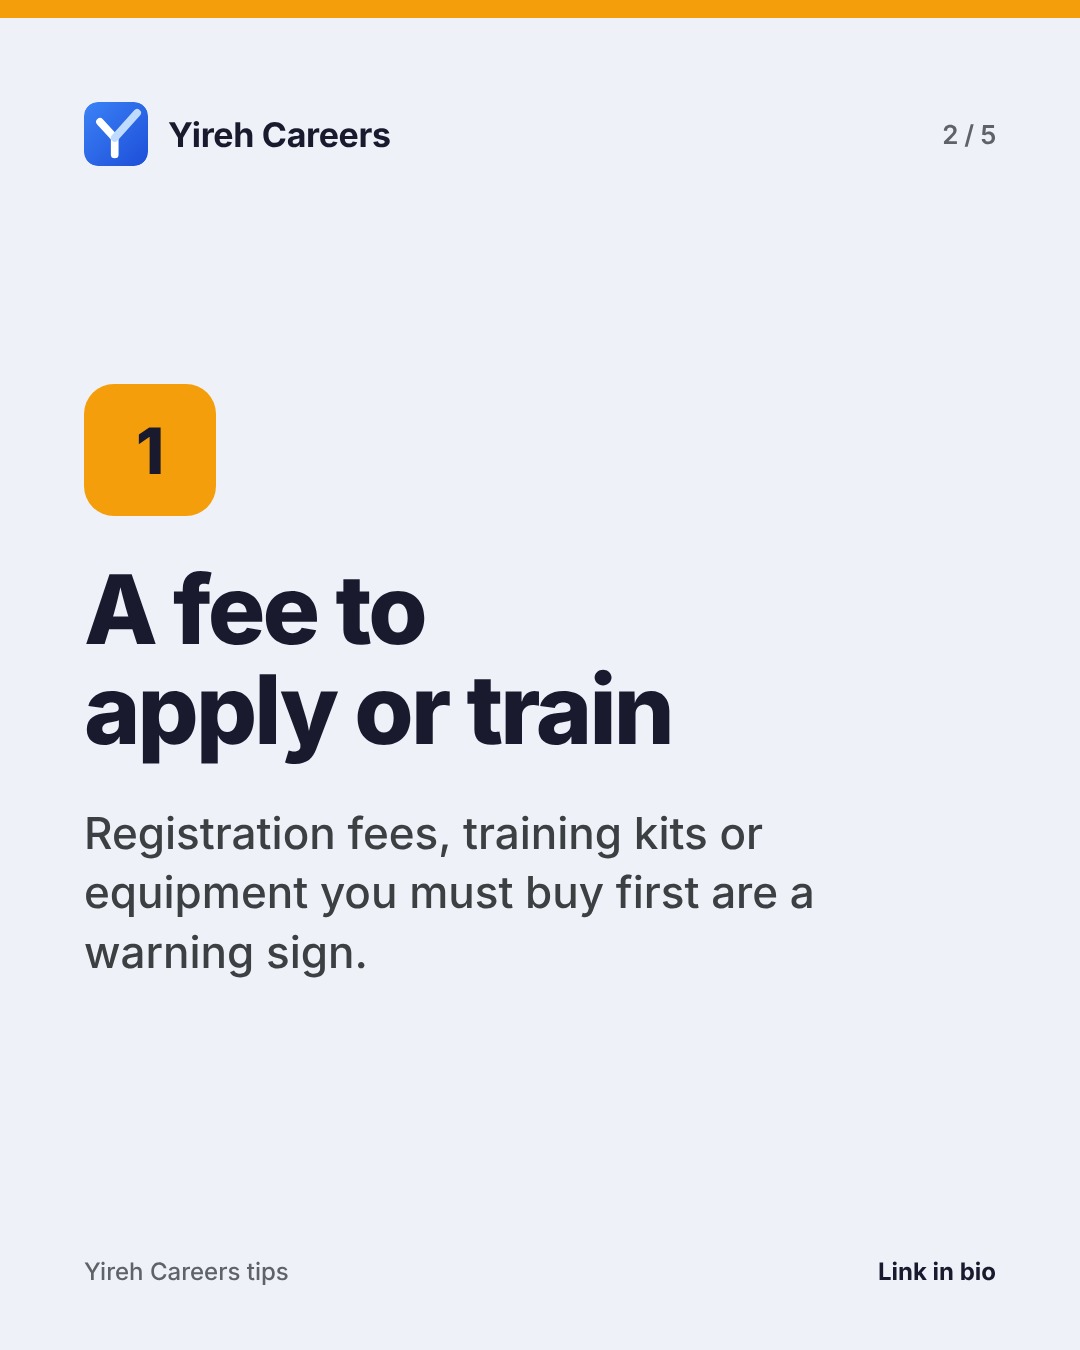 Yireh Careers
2 / 5
1
A fee to
apply or train
Registration fees, training kits or
equipment you must buy first are a
warning sign.
Yireh Careers tips
Link in bio